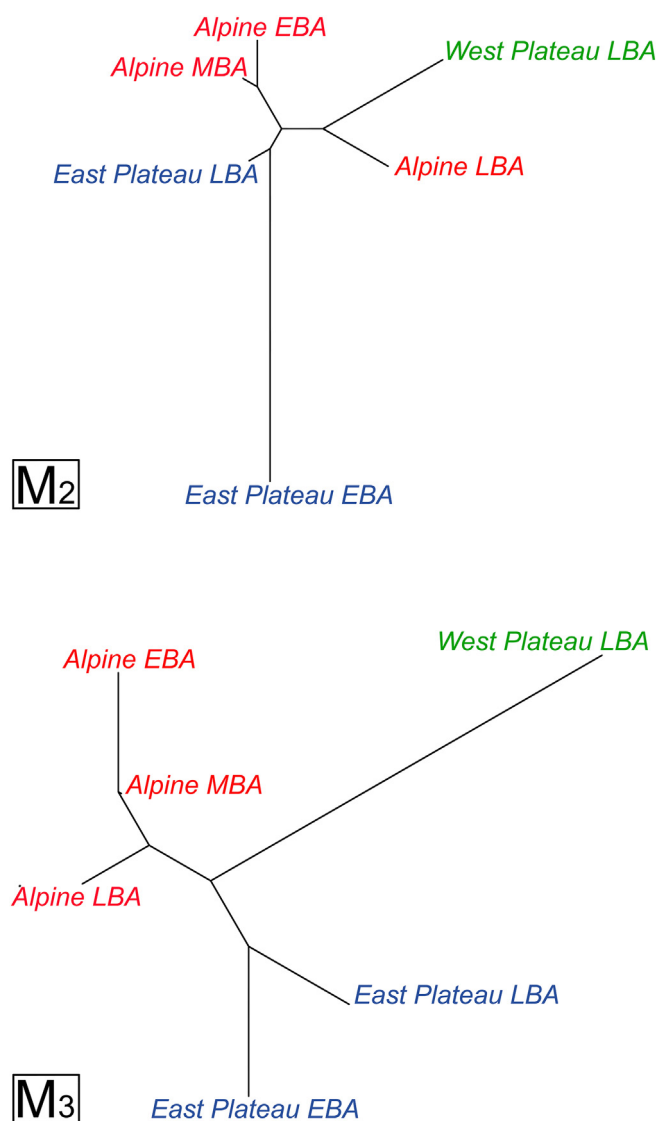 Alpine EBA
West Plateau LBA
Alpine MBA
East Plateau LBA
Alpine LBA
M2
East Plateau EBA
West Plateau LBA
Alpine EBA
Alpine MBA
Alpine LBA
East Plateau LBA
M3
East Plateau EBA